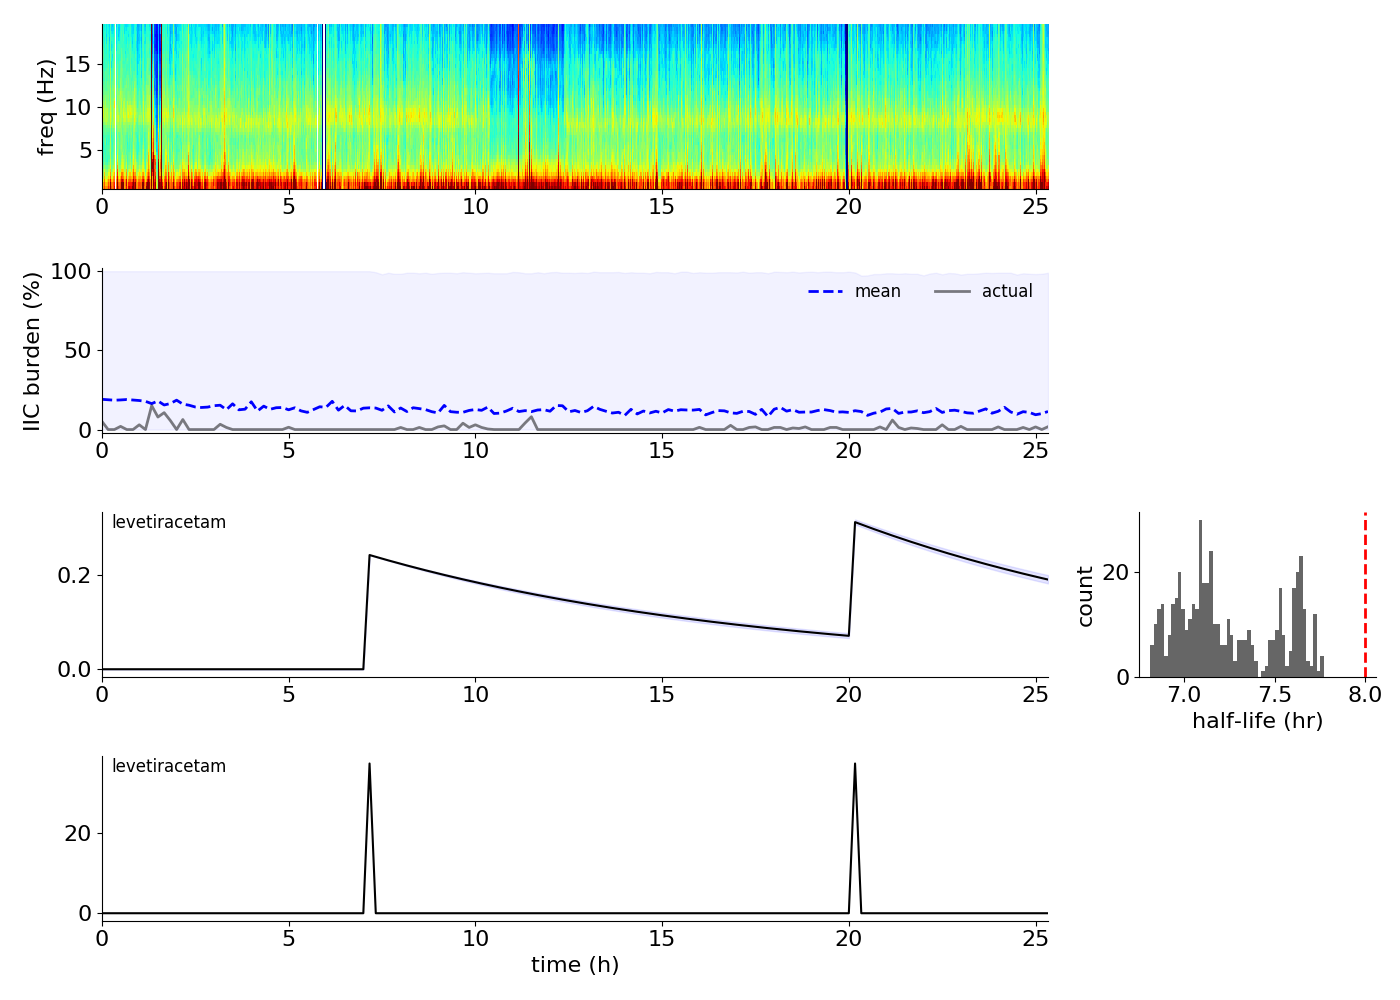 freq (Hz)
15
10
5
0 5 10 15 20 25
IIC burden (%)
100
50
0
mean actual
0 5 10 15 20 25
levetiracetam
0.2
0.0
0 5 10 15 20 25
count
20
0
7.0 7.5 8.0
half-life (hr)
levetiracetam
20
0
0 5 10 15 20 25
time (h)